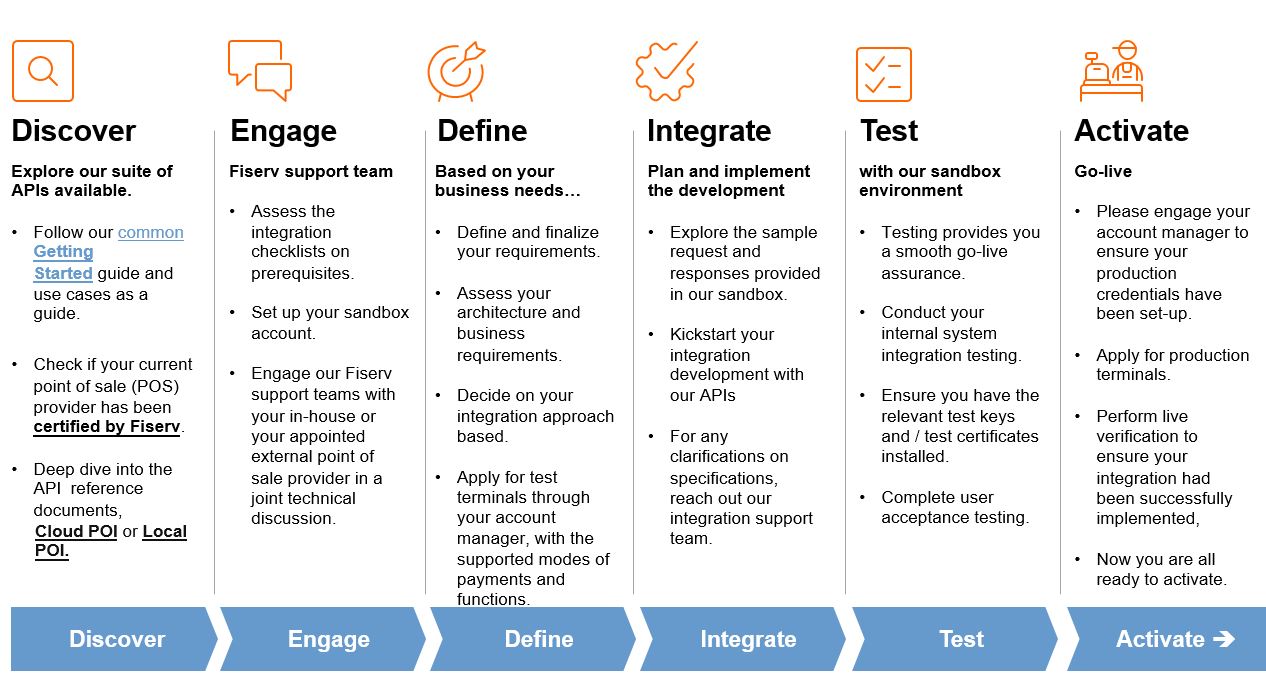 Discover
Explore our suite of
APIs available.
• Follow our common
Getting
Started guide and
use cases as a
guide.
• Check if your current
point of sale (POS)
provider has been
certified by Fiserv.
• Deep dive into the
API reference
documents,
Cloud POI or Local
POI.
Engage
Fiserv support team
• Assess the
integration
checklists on
prerequisites.
• Set up your sandbox
account.
• Engage our Fiserv
support teams with
your in-house or
your appointed
external point of
sale provider in a
joint technical
discussion.
Define
Based on your
business needs…
• Define and finalize
your requirements.
• Assess your
architecture and
business
requirements.
• Decide on your
integration approach
based.
• Apply for test
terminals through
your account
manager, with the
supported modes of
payments and
functions.
Integrate
Plan and implement
the development
• Explore the sample
request and
responses provided
in our sandbox.
• Kickstart your
integration
development with
our APIs
• For any
clarifications on
specifications,
reach out our
integration support
team.
Test
with our sandbox
environment
• Testing provides you
a smooth go-live
assurance.
• Conduct your
internal system
integration testing.
• Ensure you have the
relevant test keys
and / test certificates
installed.
• Complete user
acceptance testing.
Activate
Go-live
• Please engage your
account manager to
ensure your
production
credentials have
been set-up.
• Apply for production
terminals.
• Perform live
verification to
ensure your
integration had
been successfully
implemented,
• Now you are all
ready to activate.
Discover
Engage
Define
Integrate
Test
Activate ➔